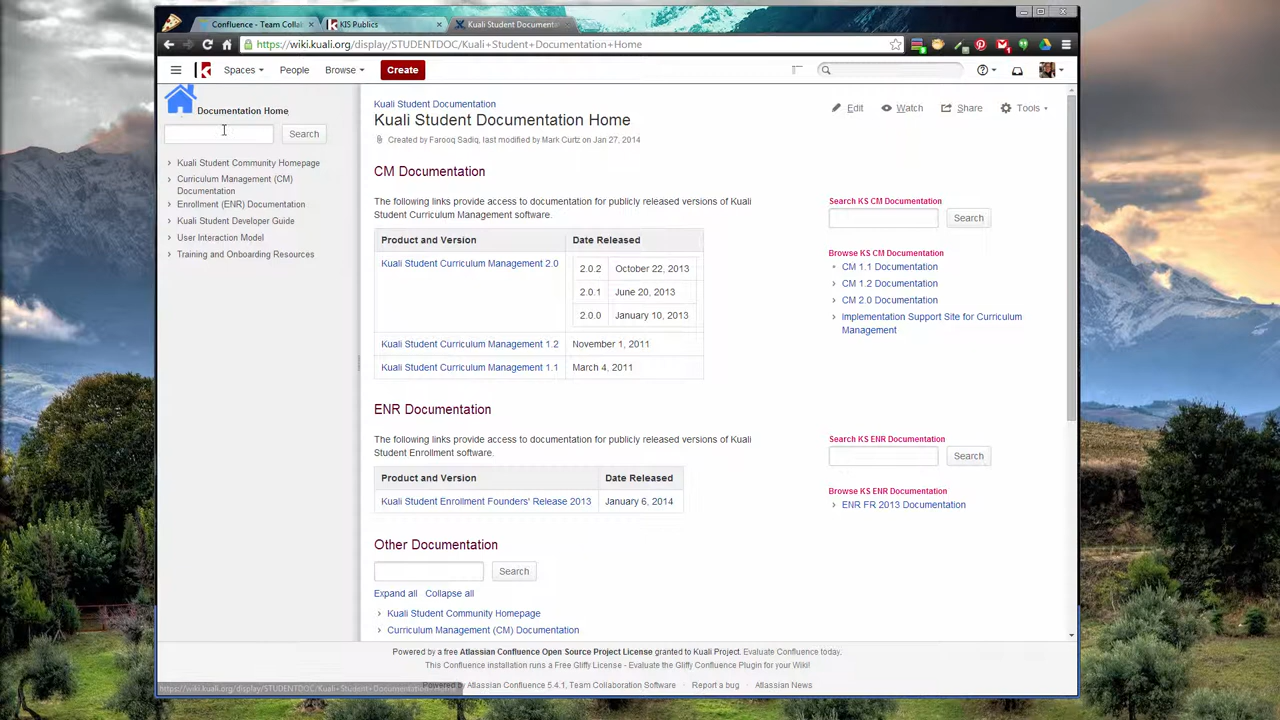 Confluence - Team Collab
KIS Publics
Kuali Student Documentat
https://wiki.kuali.org/display/STUDENTDOC/Kuali+Student+Documentation+Home
Spaces People Browse Create
Documentation Home
Search
Kuali Student Community Homepage
Curriculum Management (CM)
Documentation
Enrollment (ENR) Documentation
Kuali Student Developer Guide
User Interaction Model
Training and Onboarding Resources
Kuali Student Documentation
Kuali Student Documentation Home
Edit Watch Share Tools
Created by Farooq Sadiq, last modified by Mark Curtz on Jan 27, 2014
CM Documentation
The following links provide access to documentation for publicly released versions of Kuali
Student Curriculum Management software.
Product and Version Date Released
Kuali Student Curriculum Management 2.0
2.0.2 October 22, 2013
2.0.1 June 20, 2013
2.0.0 January 10, 2013
Kuali Student Curriculum Management 1.2 November 1, 2011
Kuali Student Curriculum Management 1.1 March 4, 2011
Search KS CM Documentation
Search
Browse KS CM Documentation
CM 1.1 Documentation
CM 1.2 Documentation
CM 2.0 Documentation
Implementation Support Site for Curriculum
Management
ENR Documentation
The following links provide access to documentation for publicly released versions of Kuali
Student Enrollment software.
Product and Version Date Released
Kuali Student Enrollment Founders' Release 2013 January 6, 2014
Search KS ENR Documentation
Search
Browse KS ENR Documentation
ENR FR 2013 Documentation
Other Documentation
Search
Expand all Collapse all
Kuali Student Community Homepage
Curriculum Management (CM) Documentation
Powered by a free Atlassian Confluence Open Source Project License granted to Kuali Project. Evaluate Confluence today.
This Confluence installation runs a Free Gliffy License - Evaluate the Gliffy Confluence Plugin for your Wiki!
Powered by Atlassian Confluence 5.4.1, Team Collaboration Software · Report a bug · Atlassian News
https://wiki.kuali.org/display/STUDENTDOC/Kuali+Student+Documentation+Home